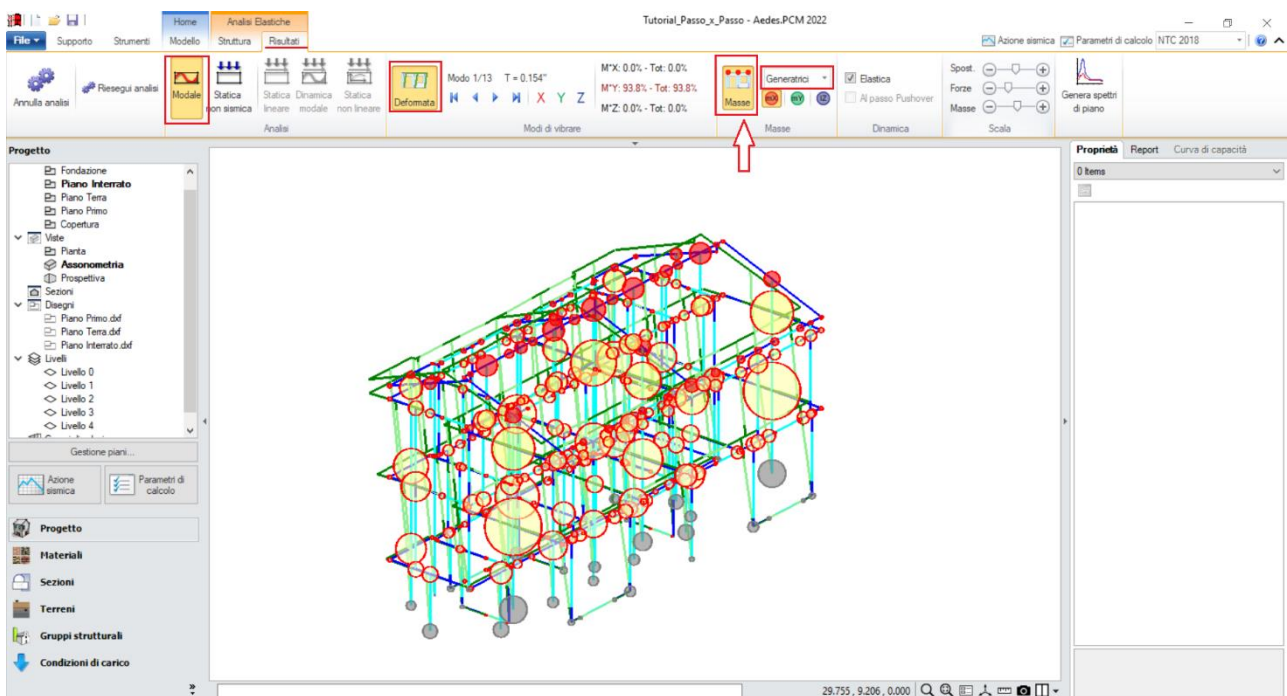 Tutorial_Passo_x_Passo - Aedes.PCM 2022
Home
Analisi Elastiche
File
Supporto
Strumenti
Modello
Struttura
Risultati
Azione sismica
Parametri di calcolo
NTC 2018
Annulla analisi
Riesegui analisi
Modale
Statica
non sismica
Statica
lineare
Dinamica
modale
Statica
non lineare
Analisi
Deformata
Modo 1/13 T = 0.154"
X Y Z
M*X: 0.0% - Tot: 0.0%
M*Y: 93.8% - Tot: 93.8%
M*Z: 0.0% - Tot: 0.0%
Modi di vibrare
Masse
Generatrici
mX
mY
IZ
Masse
Elastica
Al passo Pushover
Dinamica
Spost.
Forze
Masse
Scala
Genera spettri
di piano
Progetto
Fondazione
Piano Interrato
Piano Terra
Piano Primo
Copertura
Viste
Pianta
Assonometria
Prospettiva
Sezioni
Disegni
Piano Primo.dxf
Piano Terra.dxf
Piano Interrato.dxf
Livelli
Livello 0
Livello 1
Livello 2
Livello 3
Livello 4
Gestione piani...
Azione
sismica
Parametri di
calcolo
Progetto
Materiali
Sezioni
Terreni
Gruppi strutturali
Condizioni di carico
Proprietà
Report
Curva di capacità
0 Items
29.755 , 9.206 , 0.000